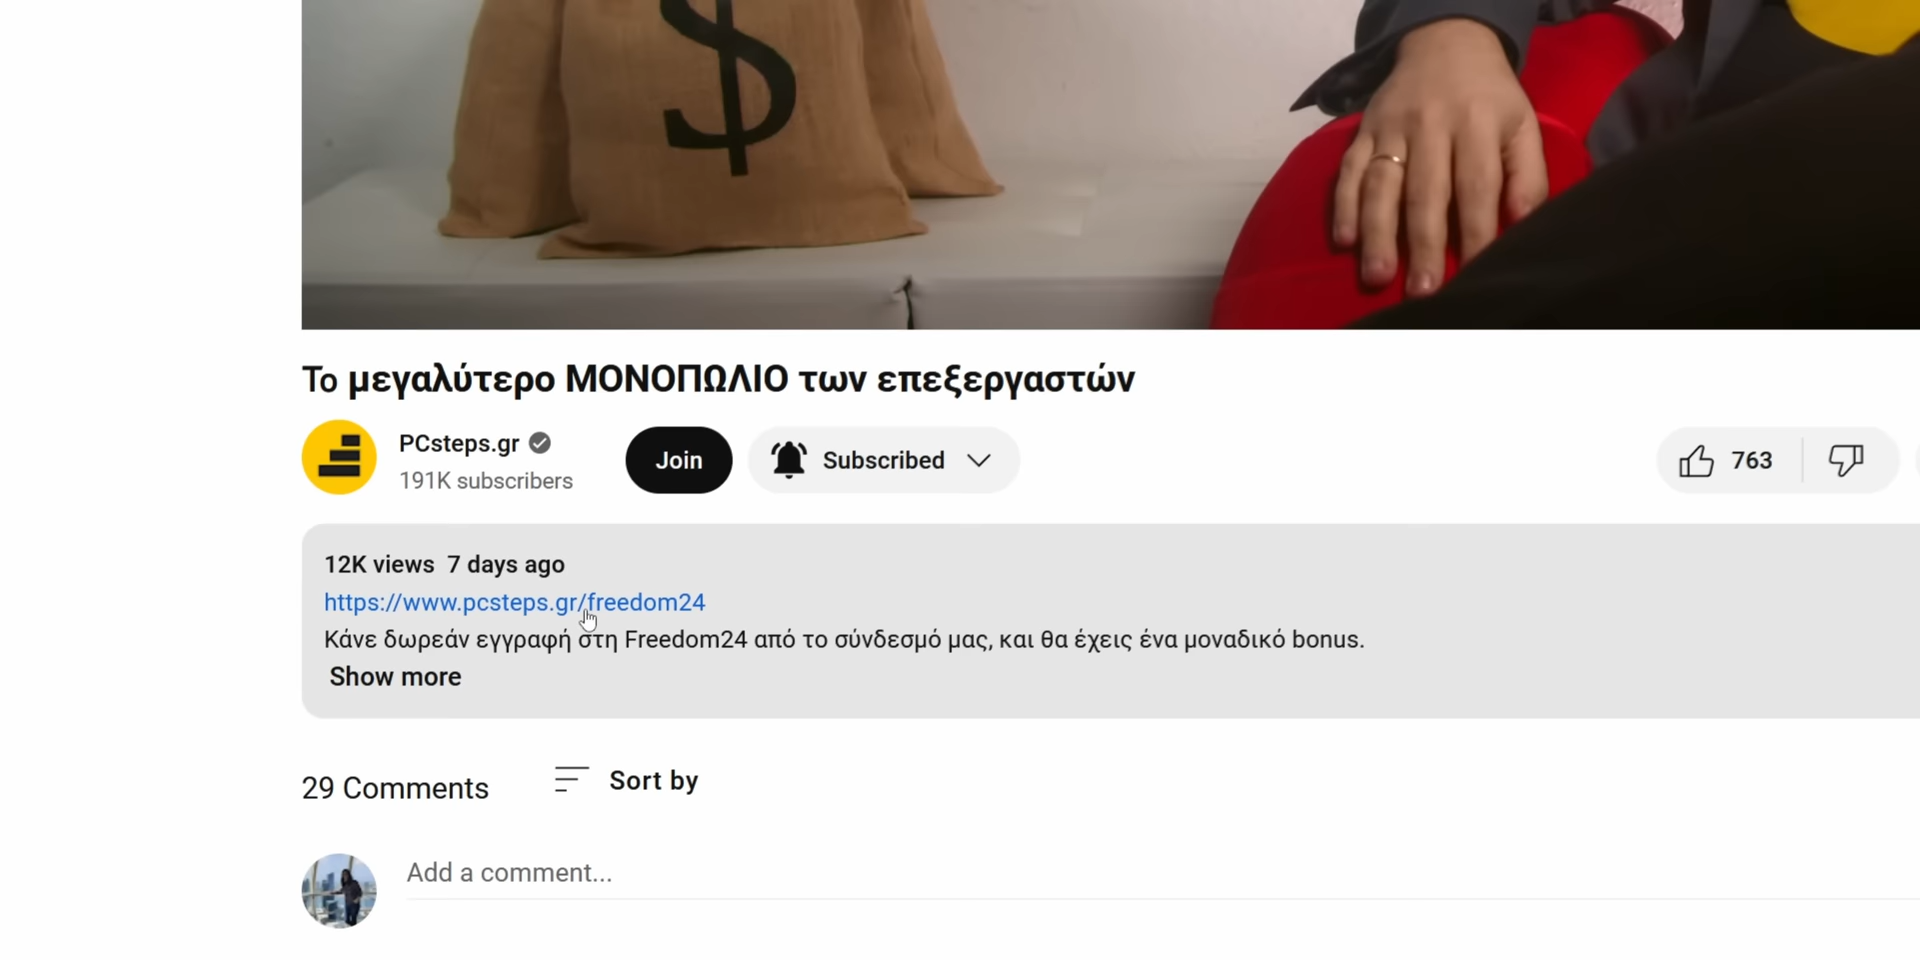 $
Το μεγαλύτερο ΜΟΝΟΠΩΛΙΟ των επεξεργαστών
PCsteps.gr
191K subscribers
Join
Subscribed
763
12K views 7 days ago
https://www.pcsteps.gr/freedom24
Κάνε δωρεάν εγγραφή στη Freedom24 από το σύνδεσμό μας, και θα έχεις ένα μοναδικό bonus.
Show more
29 Comments
Sort by
Add a comment...